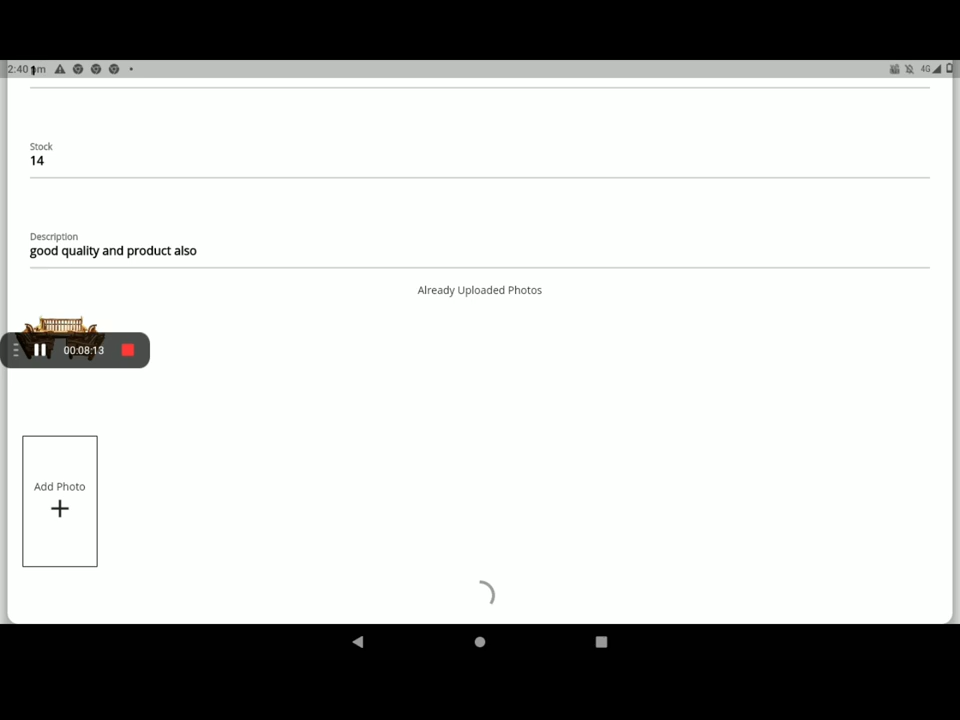 2:40 pm
4G
Stock
14
Description
good quality and product also
Already Uploaded Photos
00:08:13
Add Photo